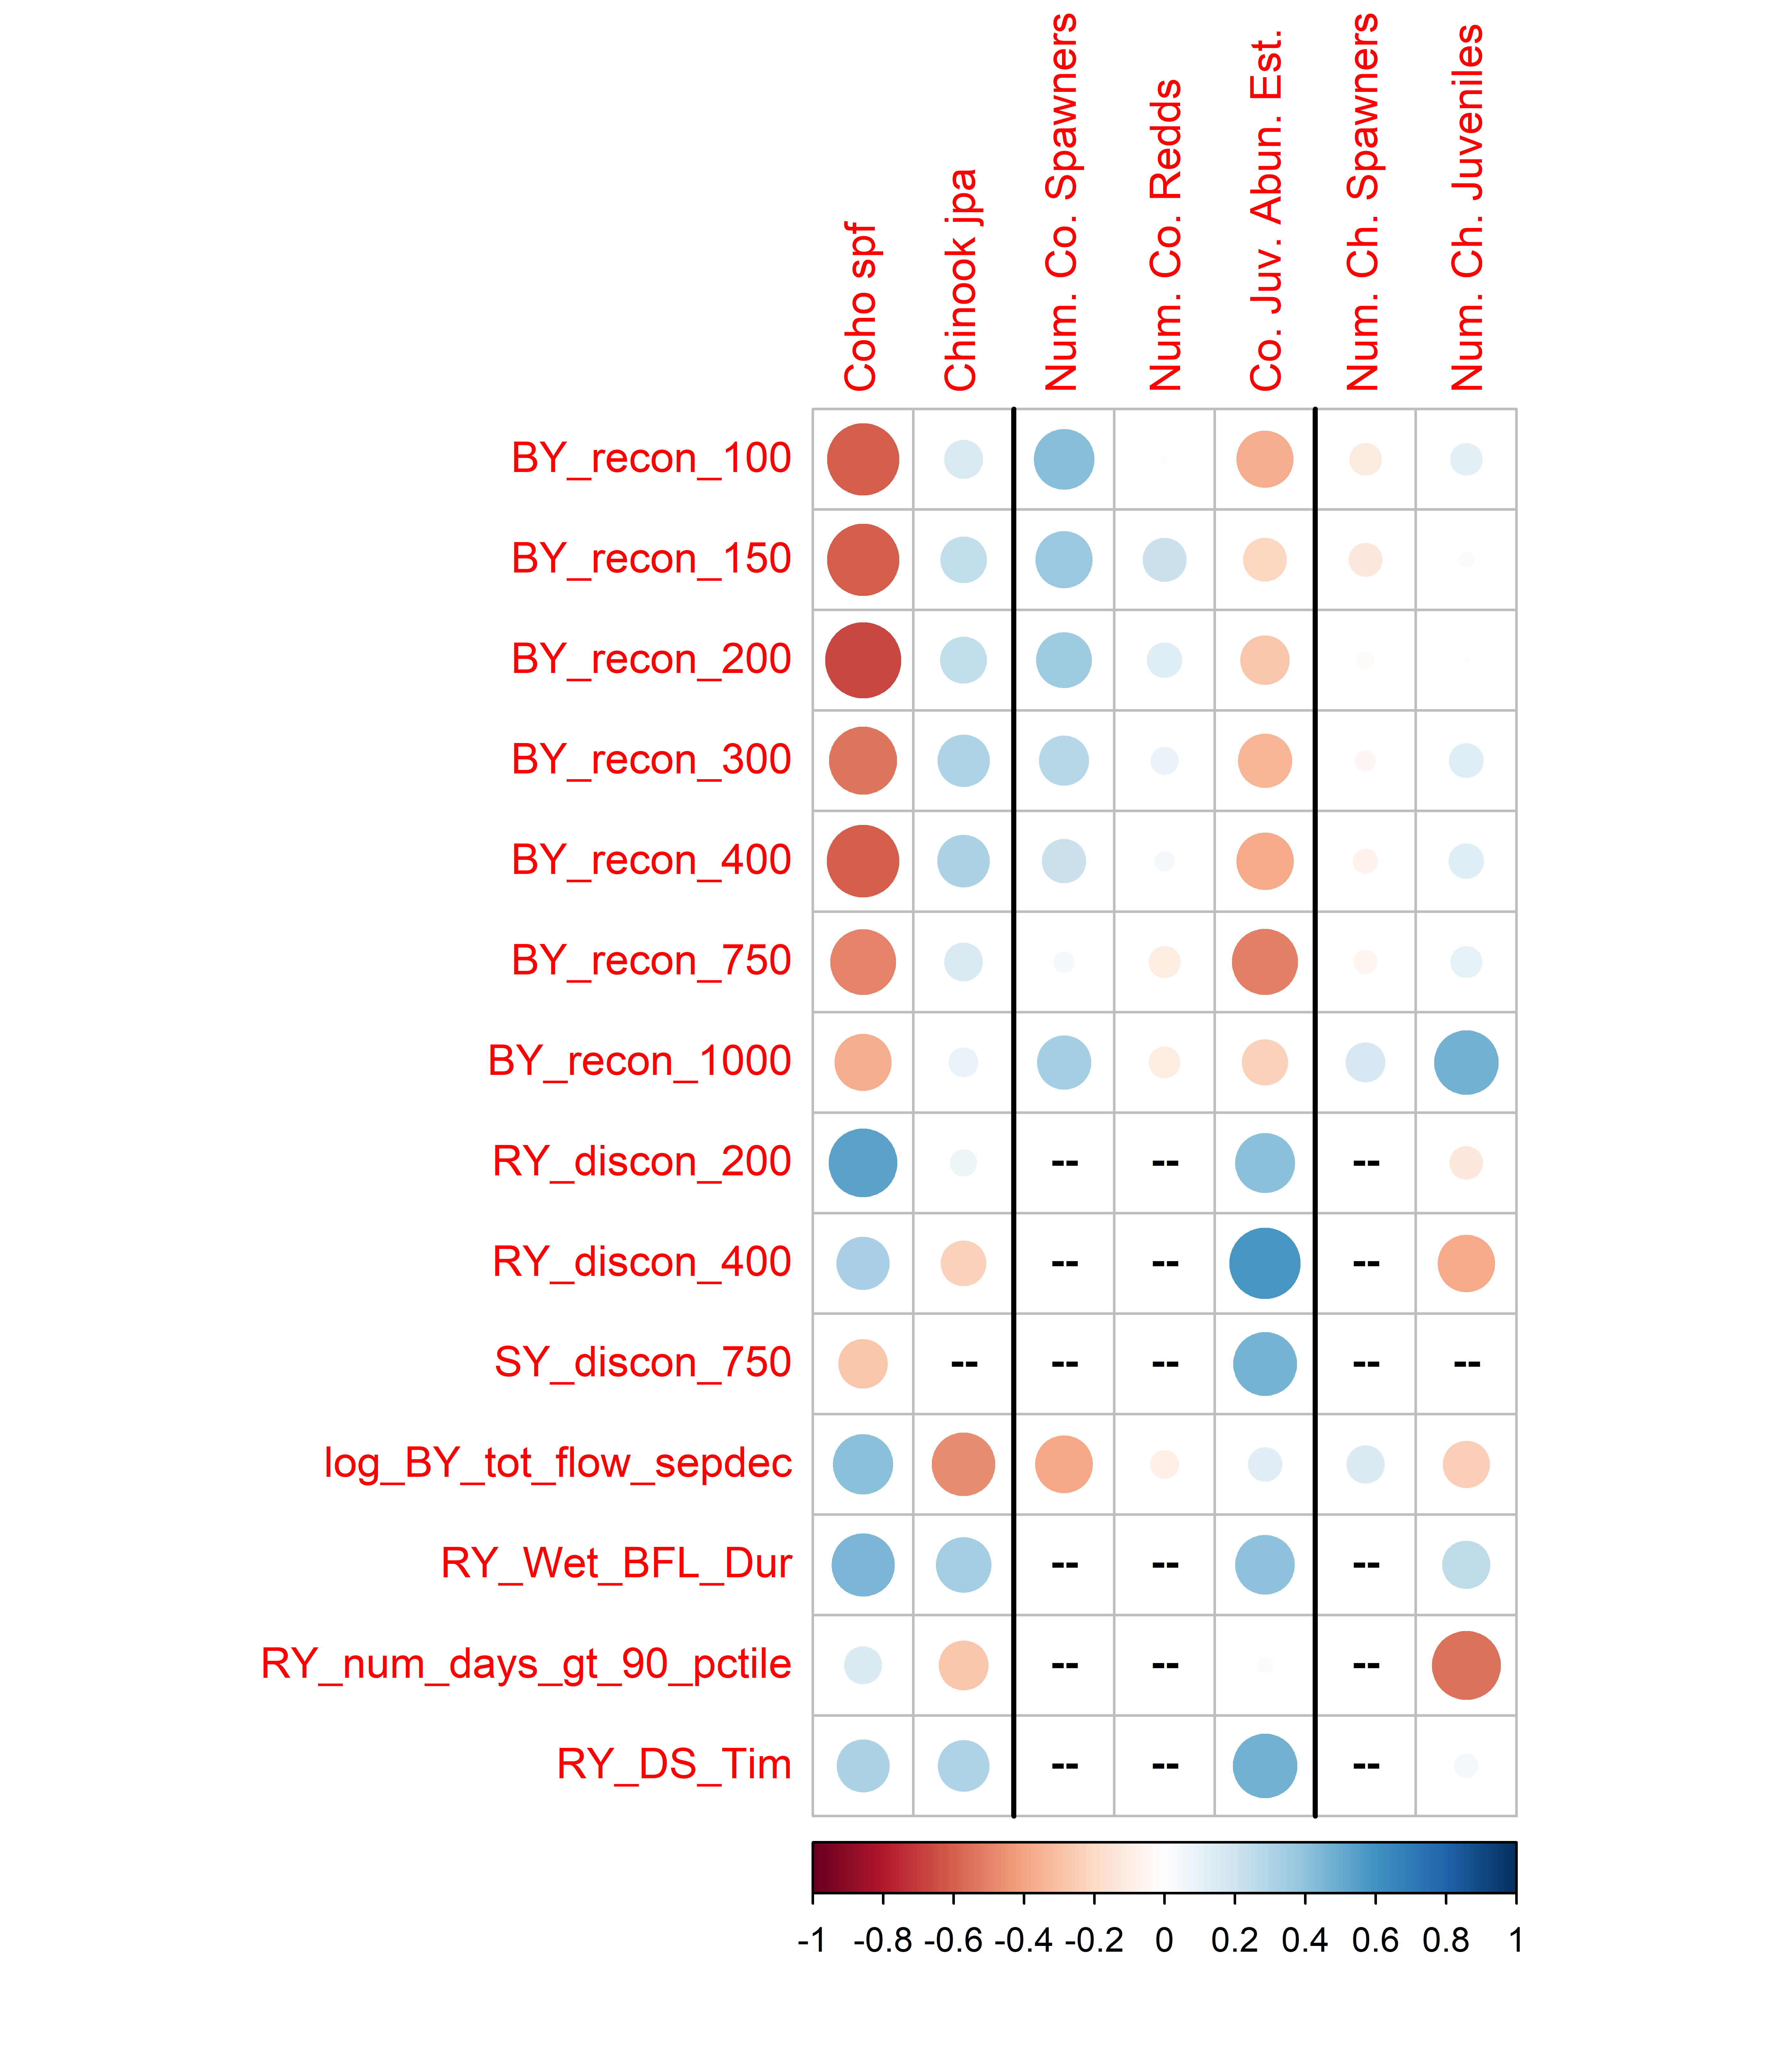 Coho spf
Chinook jpa
Num. Co. Spawners
Num. Co. Redds
Co. Juv. Abun. Est.
Num. Ch. Spawners
Num. Ch. Juveniles
BY_recon_100
BY_recon_150
BY_recon_200
BY_recon_300
BY_recon_400
BY_recon_750
BY_recon_1000
RY_discon_200 -- -- --
RY_discon_400 -- -- --
SY_discon_750 -- -- -- -- --
log_BY_tot_flow_sepdec
RY_Wet_BFL_Dur -- -- --
RY_num_days_gt_90_pctile -- -- --
RY_DS_Tim -- -- --
-1 -0.8 -0.6 -0.4 -0.2 0 0.2 0.4 0.6 0.8 1